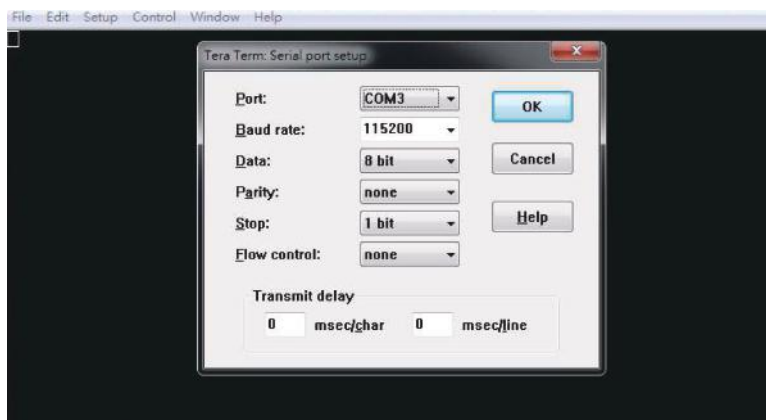 File Edit Setup Control Window Help
Tera Term: Serial port setup
Port: COM3
OK
Baud rate: 115200
Data: 8 bit
Cancel
Parity: none
Stop: 1 bit
Help
Flow control: none
Transmit delay
0 msec/char 0 msec/line